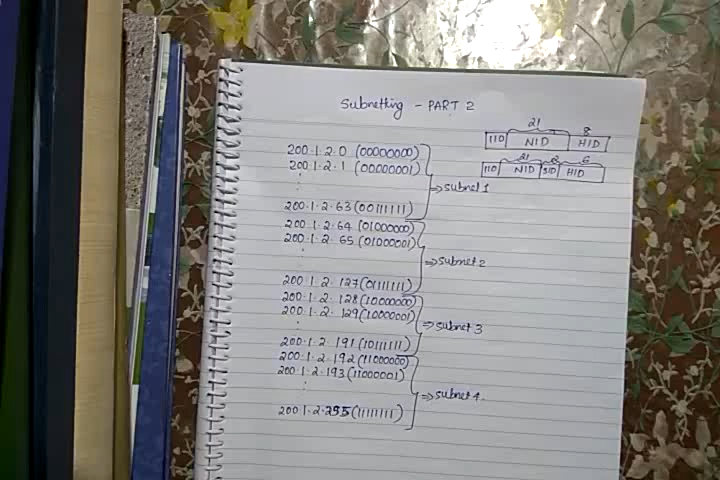 Subnetting - PART 2
21 8
110 NID HID
21 2 6
110 NID SID HID
200.1.2.0 (00000000)
200.1.2.1 (00000001)
⇒ Subnet 1
200.1.2.63 (00111111)
200.1.2.64 (01000000)
200.1.2.65 (01000001)
⇒ Subnet 2
200.1.2.127 (01111111)
200.1.2.128 (10000000)
200.1.2.129 (10000001)
⇒ Subnet 3
200.1.2.191 (10111111)
200.1.2.192 (11000000)
200.1.2.193 (11000001)
⇒ Subnet 4.
200.1.2.255 (11111111)